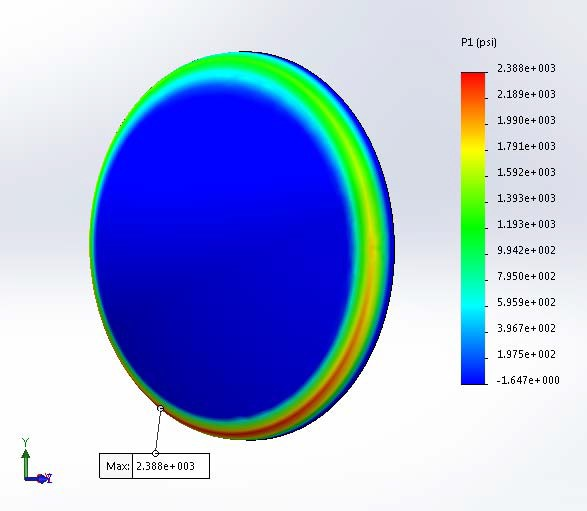 P1 (psi)
2.388e+003
2.189e+003
1.990e+003
1.791e+003
1.592e+003
1.393e+003
1.193e+003
9.942e+002
7.950e+002
5.959e+002
3.967e+002
1.975e+002
-1.647e+000
Y
Max: 2.388e+003